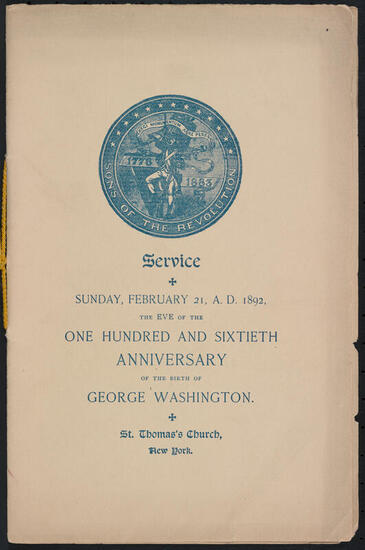 1776
1883
SONS OF THE REVOLUTION
Service
SUNDAY, FEBRUARY 21, A. D. 1892,
THE EVE OF THE
ONE HUNDRED AND SIXTIETH
ANNIVERSARY
OF THE BIRTH OF
GEORGE WASHINGTON.
St. Thomas's Church,
New York.